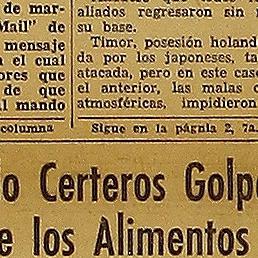 de mar-
Mail" de
mensaje
a el cual
ores que
de que
al mando
columna
aliados regresaron sin
su base.
Timor, posesión holand
da por los japoneses, ta
atacada, pero en este cas
el anterior, las malas c
atmosféricas, impidieron
Sigue en la página 2, 7a.
o Certeros Golp
e los Alimentos